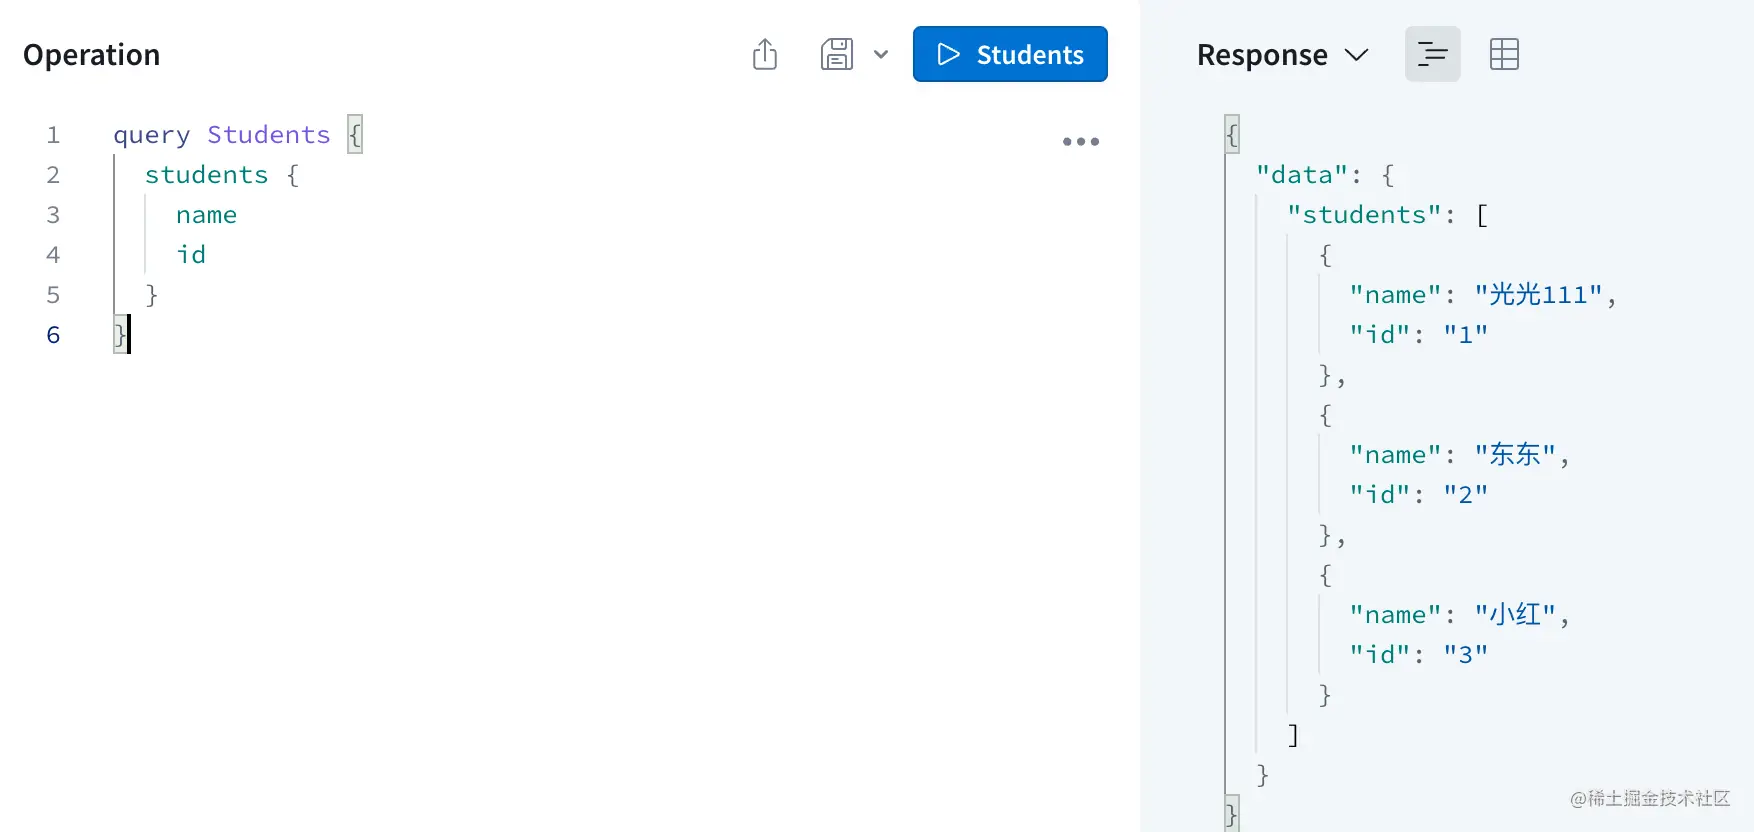 Operation
Students
1 query Students {
2 students {
3 name
4 id
5 }
6 }
Response
{
"data": {
"students": [
{
"name": "光光111",
"id": "1"
},
{
"name": "东东",
"id": "2"
},
{
"name": "小红",
"id": "3"
}
]
}
}
@稀土掘金技术社区